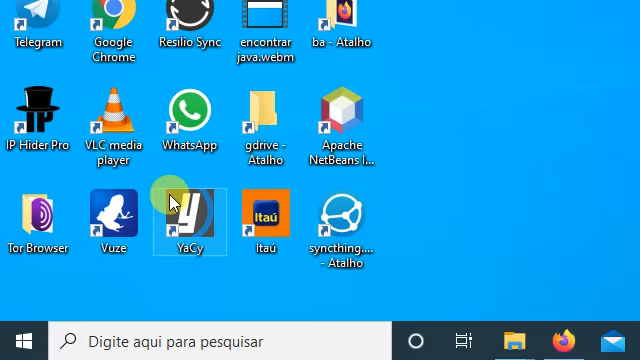 Telegram
Google
Chrome
Resilio Sync
encontrar
java.webm
ba - Atalho
IP Hider Pro
VLC media
player
WhatsApp
gdrive -
Atalho
Apache
NetBeans I...
Tor Browser
Vuze
y
YaCy
Itaú
Itaú
syncthing....
- Atalho
Digite aqui para pesquisar